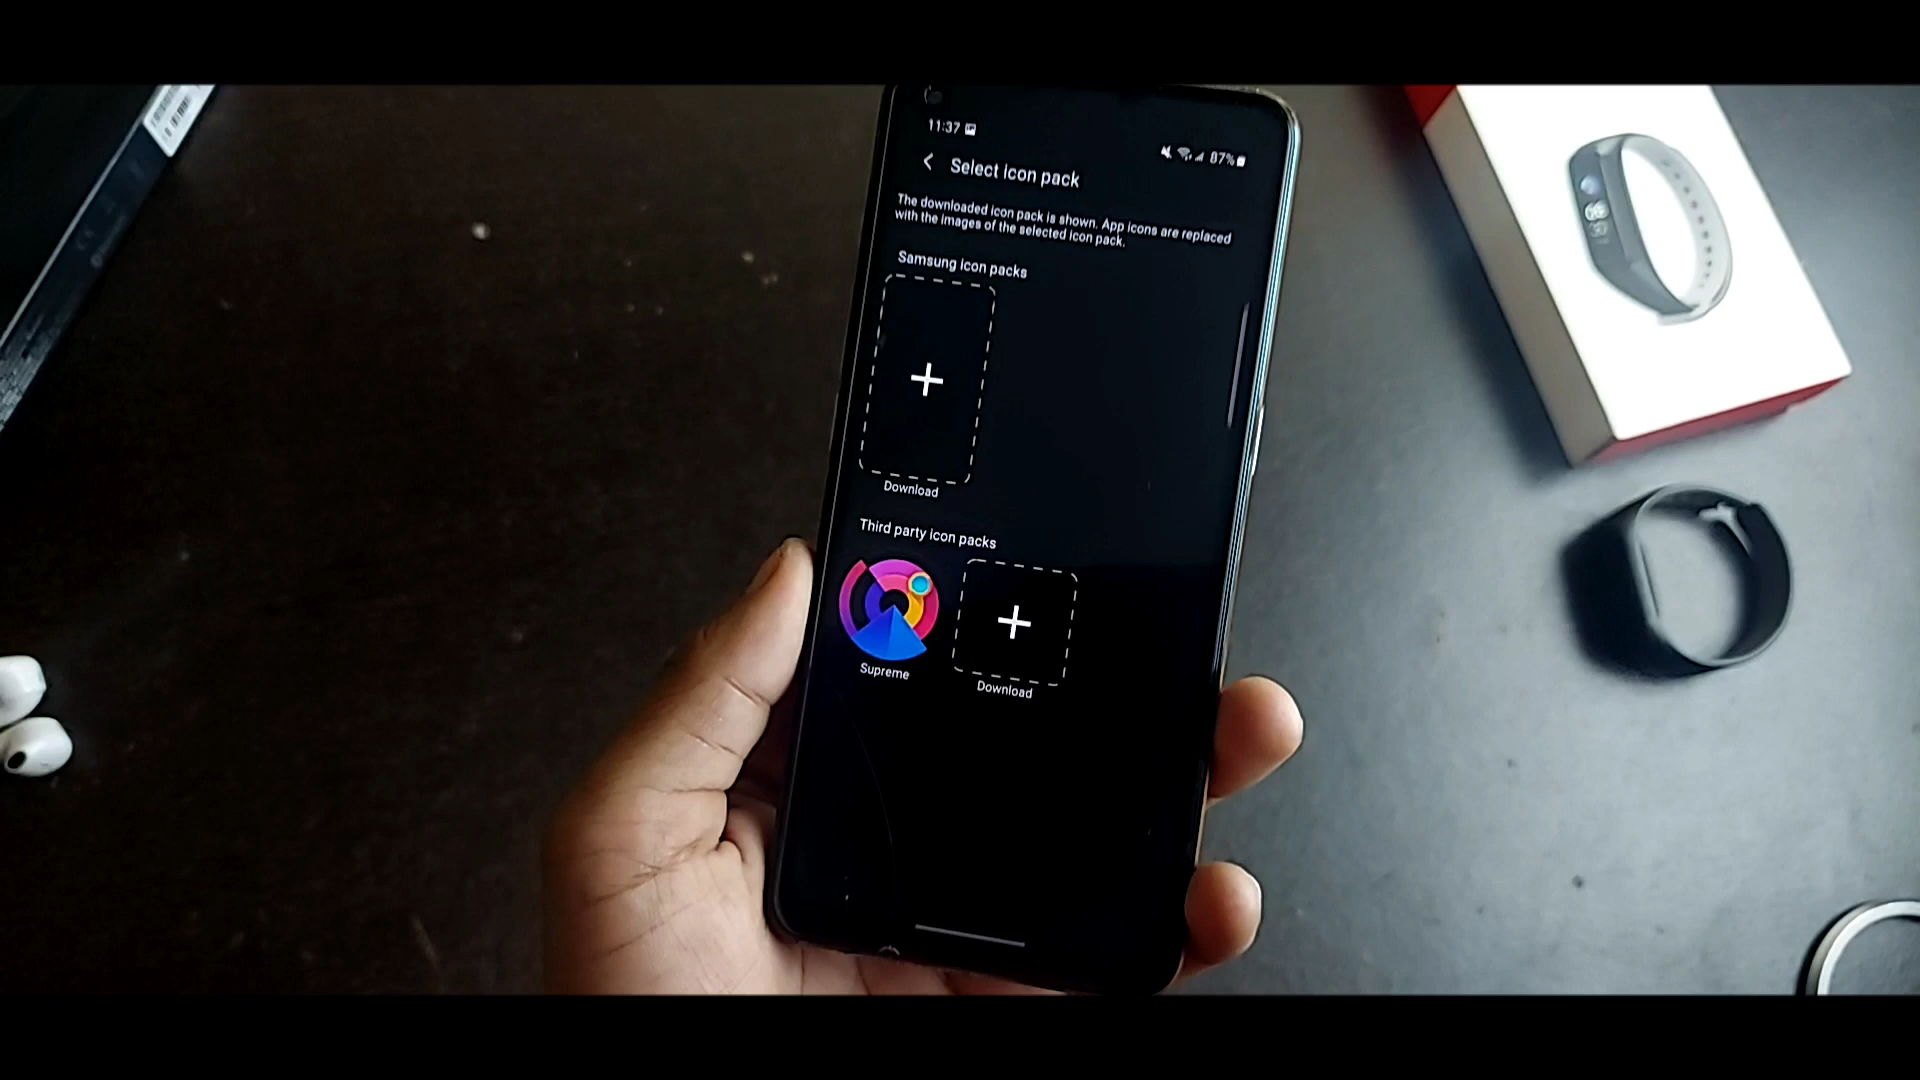 11:37
87%
Select icon pack
The downloaded icon pack is shown. App icons are replaced
with the images of the selected icon pack.
Samsung icon packs
Download
Third party icon packs
Supreme
Download